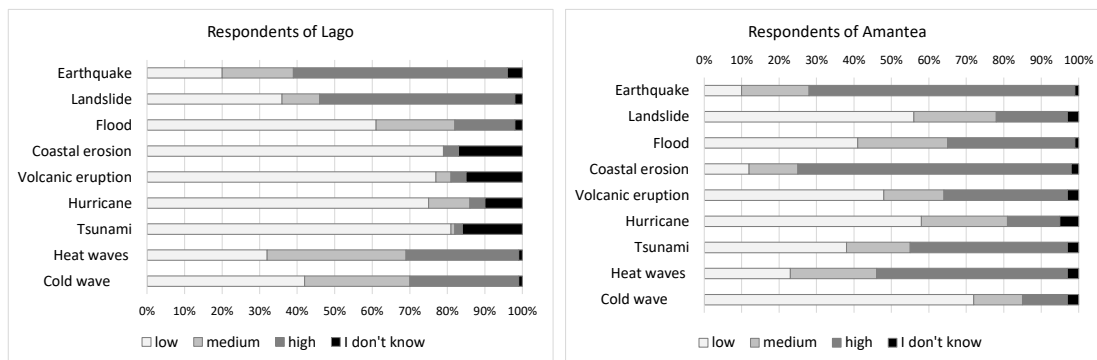 Respondents of Lago
Earthquake
Landslide
Flood
Coastal erosion
Volcanic eruption
Hurricane
Tsunami
Heat waves
Cold wave
0% 10% 20% 30% 40% 50% 60% 70% 80% 90% 100%
low medium high I don't know
Respondents of Amantea
0% 10% 20% 30% 40% 50% 60% 70% 80% 90% 100%
Earthquake
Landslide
Flood
Coastal erosion
Volcanic eruption
Hurricane
Tsunami
Heat waves
Cold wave
low medium high I don't know